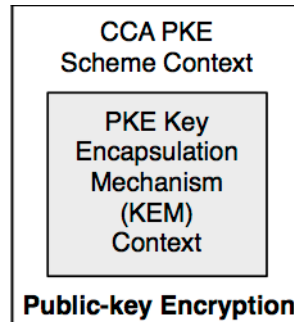 CCA PKE
Scheme Context
PKE Key
Encapsulation
Mechanism
(KEM)
Context
Public-key Encryption